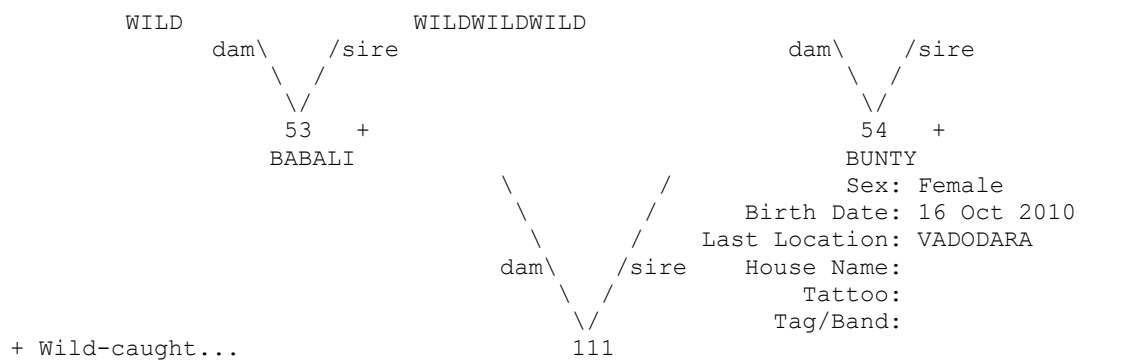 WILD WILDWILDWILD
dam\ /sire dam\ /sire
\ / \ /
\/ \/
53 + 54 +
BABALI BUNTY
\ / Sex: Female
\ / Birth Date: 16 Oct 2010
\ / Last Location: VADODARA
dam\ /sire House Name:
\ / Tattoo:
\/ Tag/Band:
+ Wild-caught... 111